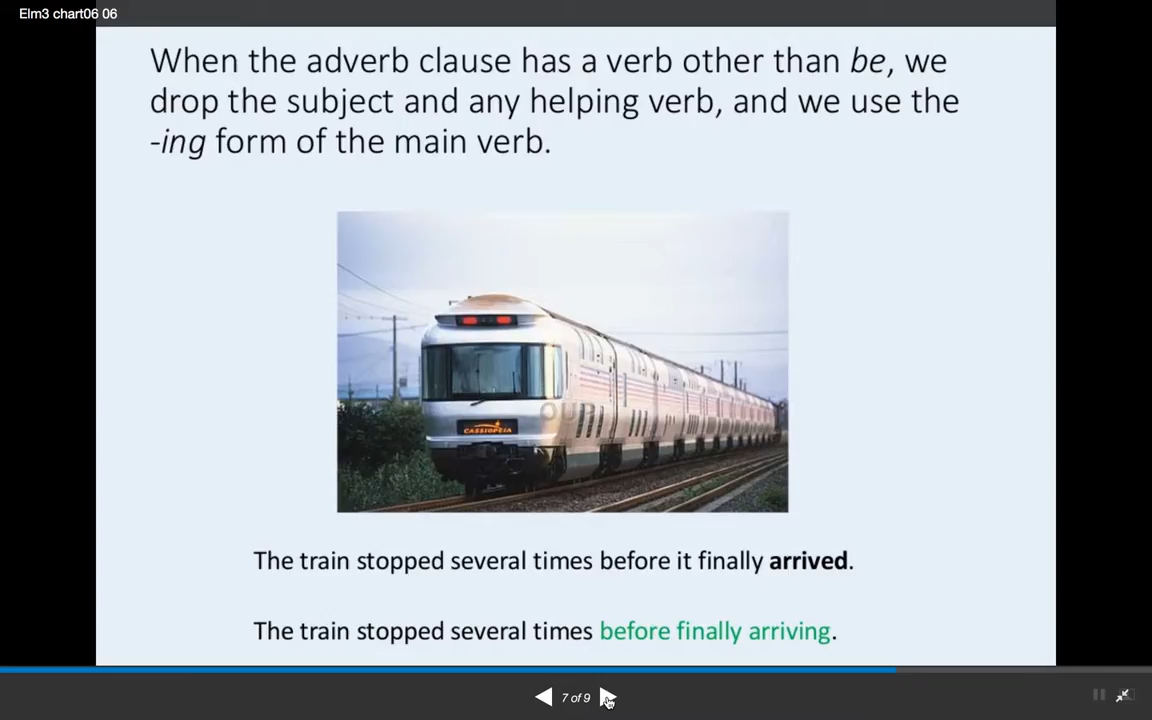 Elm3 chart06 06
When the adverb clause has a verb other than be, we
drop the subject and any helping verb, and we use the
-ing form of the main verb.
OUR
CASSIOPEIA
The train stopped several times before it finally arrived.
The train stopped several times before finally arriving.
7 of 9